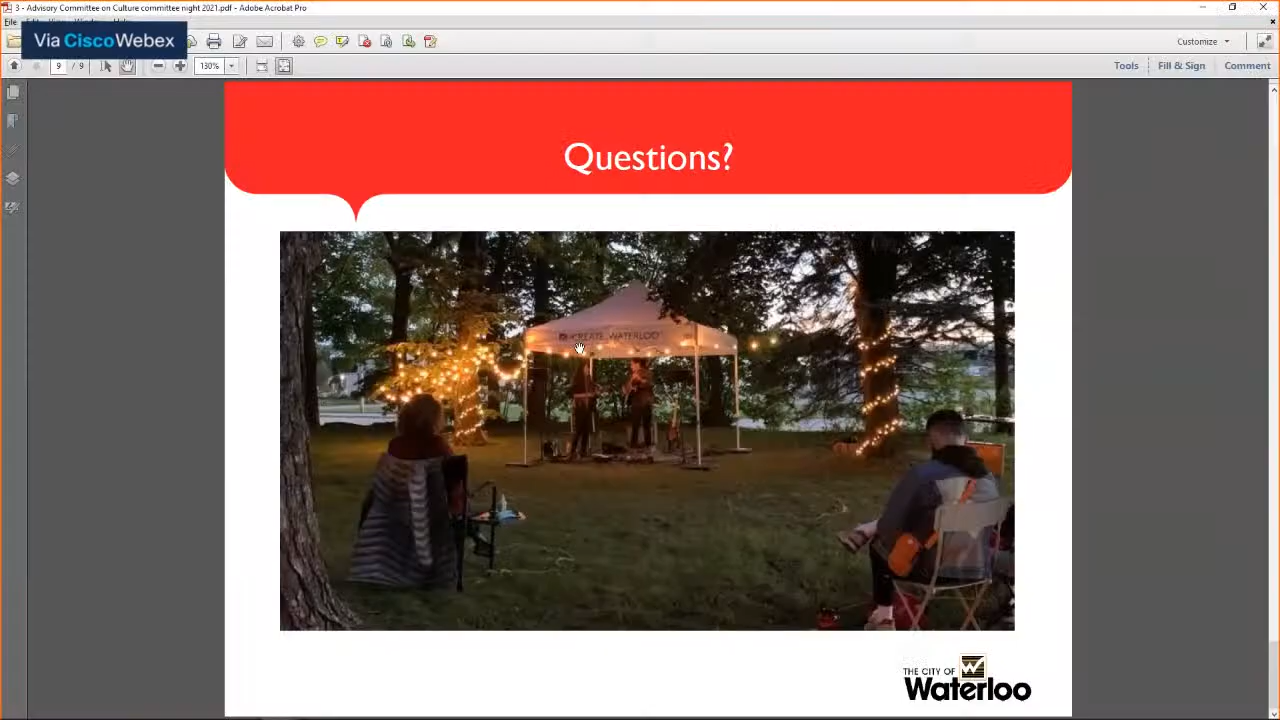 3 - Advisory Committee on Culture committee night 2021.pdf - Adobe Acrobat Pro
File
Via CiscoWebex
Customize
9 / 9
130%
Tools
Fill & Sign
Comment
Questions?
CREATE WATERLOO
THE CITY OF
Waterloo